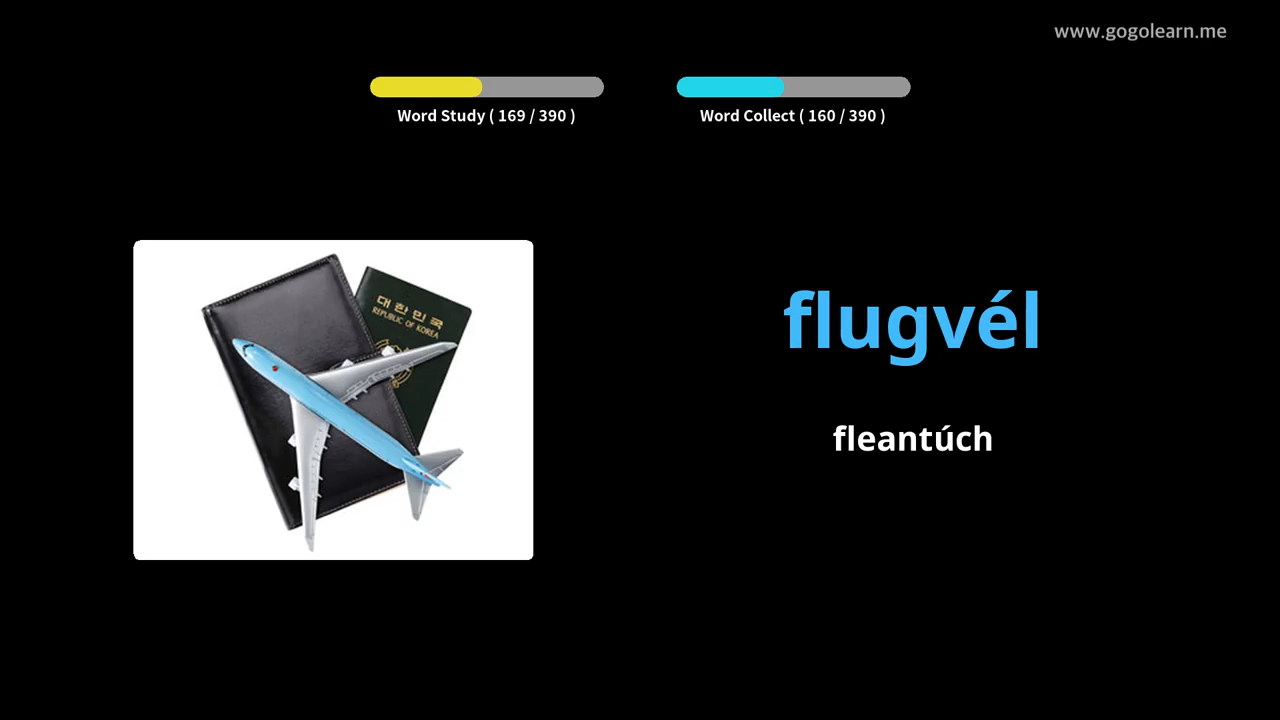 www.gogolearn.me
Word Study ( 169 / 390 )
Word Collect ( 160 / 390 )
대한민국
REPUBLIC OF KOREA
flugvél
fleantúch